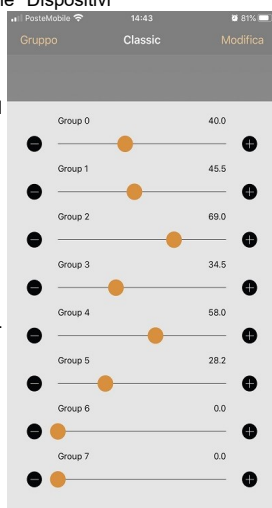 ne "Dispositivi"
PosteMobile 14:43 81%
Gruppo Classic Modifica
Group 0 40.0
Group 1 45.5
Group 2 69.0
Group 3 34.5
Group 4 58.0
Group 5 28.2
Group 6 0.0
Group 7 0.0